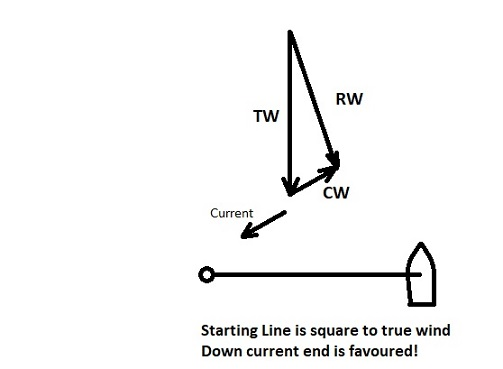 RW
TW
CW
Current
Starting Line is square to true wind
Down current end is favoured!